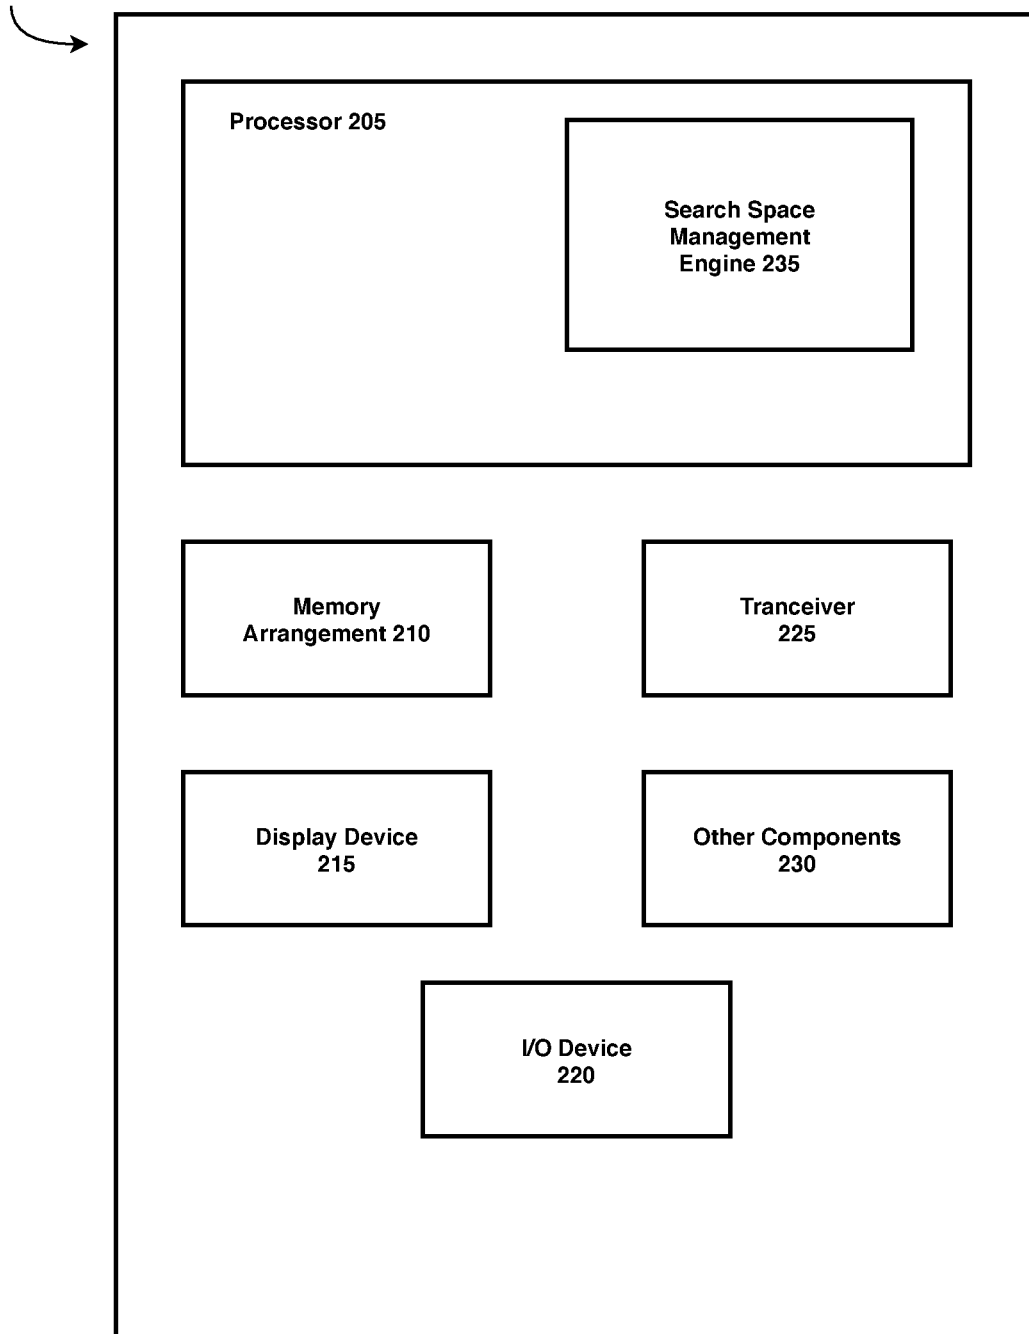 Processor 205
Search Space
Management
Engine 235
Memory
Arrangement 210
Tranceiver
225
Display Device
215
Other Components
230
I/O Device
220